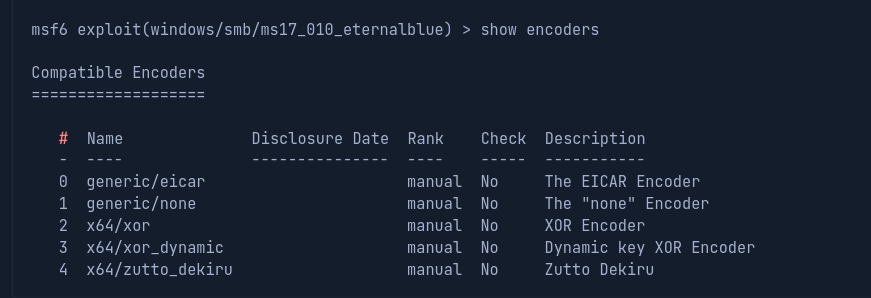 msf6 exploit(windows/smb/ms17_010_eternalblue) > show encoders
Compatible Encoders
===================
#  Name              Disclosure Date  Rank    Check  Description
-  ----              ---------------  ----    -----  -----------
0  generic/eicar                      manual  No     The EICAR Encoder
1  generic/none                       manual  No     The "none" Encoder
2  x64/xor                            manual  No     XOR Encoder
3  x64/xor_dynamic                    manual  No     Dynamic key XOR Encoder
4  x64/zutto_dekiru                   manual  No     Zutto Dekiru